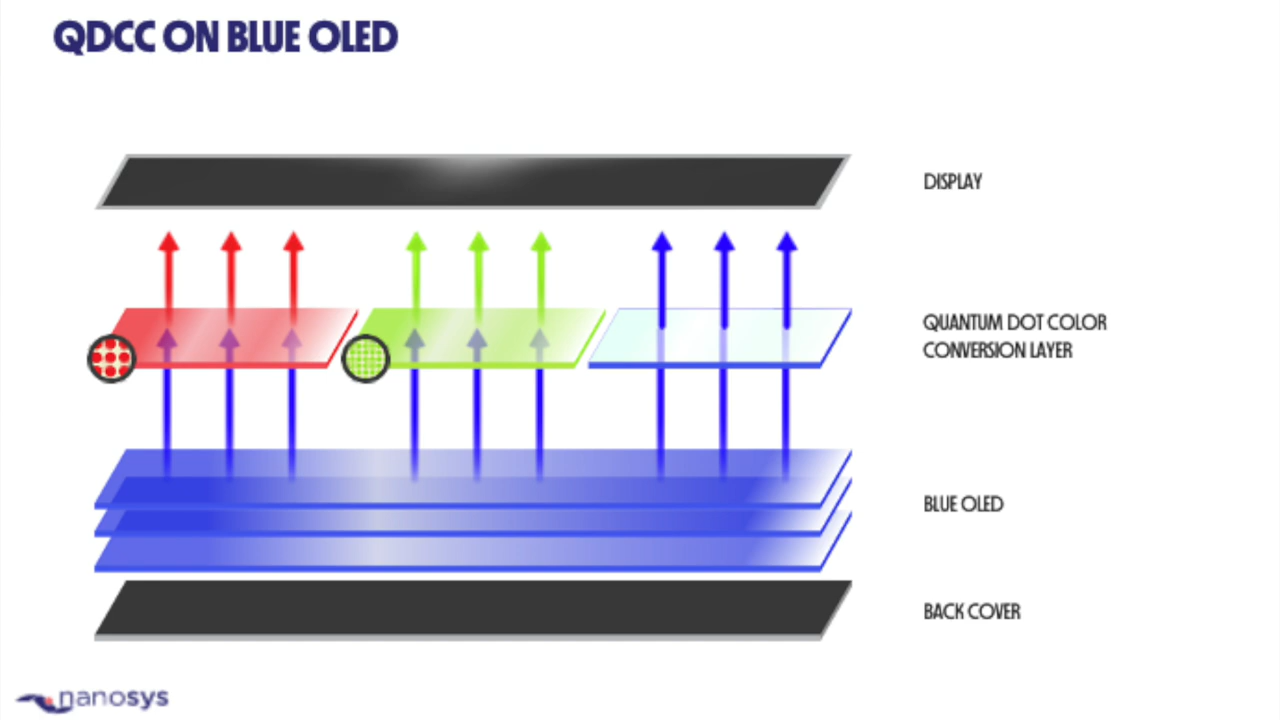 QDCC ON BLUE OLED
DISPLAY
QUANTUM DOT COLOR
CONVERSION LAYER
BLUE OLED
BACK COVER
nanosys